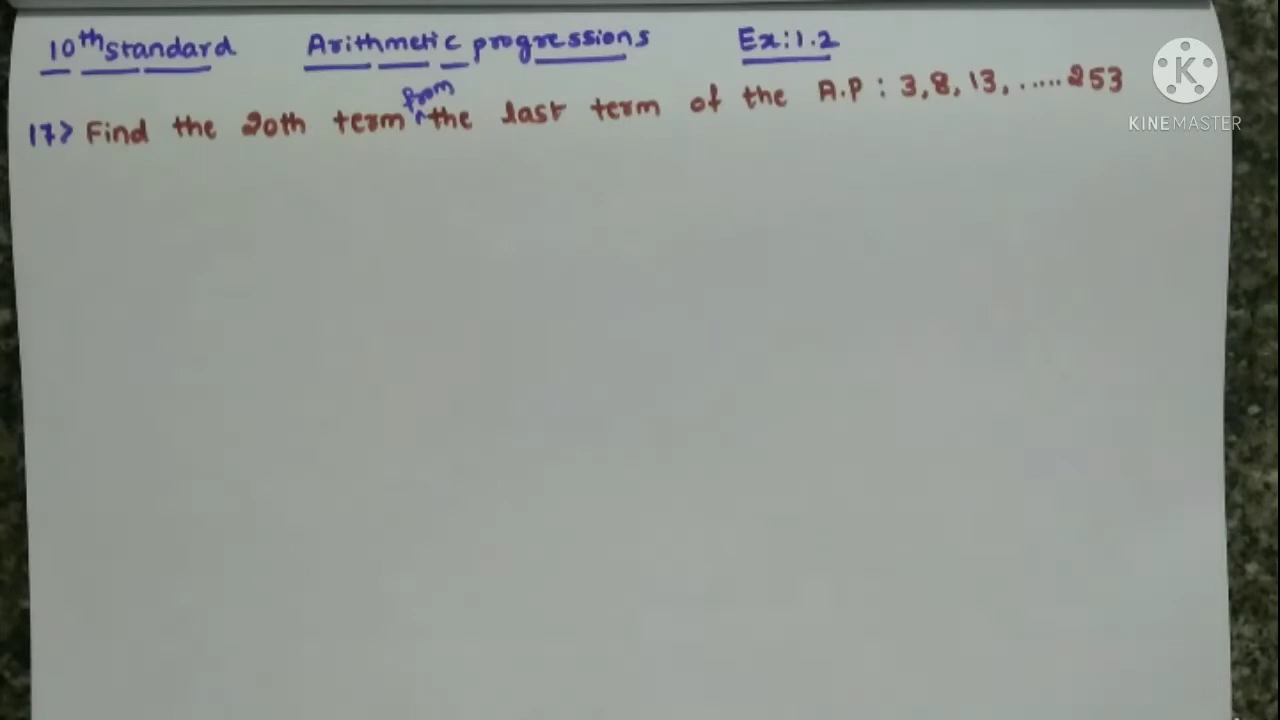 10th standard Arithmetic progressions Ex:1.2
17> Find the 20th term from the last term of the A.P : 3,8,13, ..... 253
K
KINEMASTER